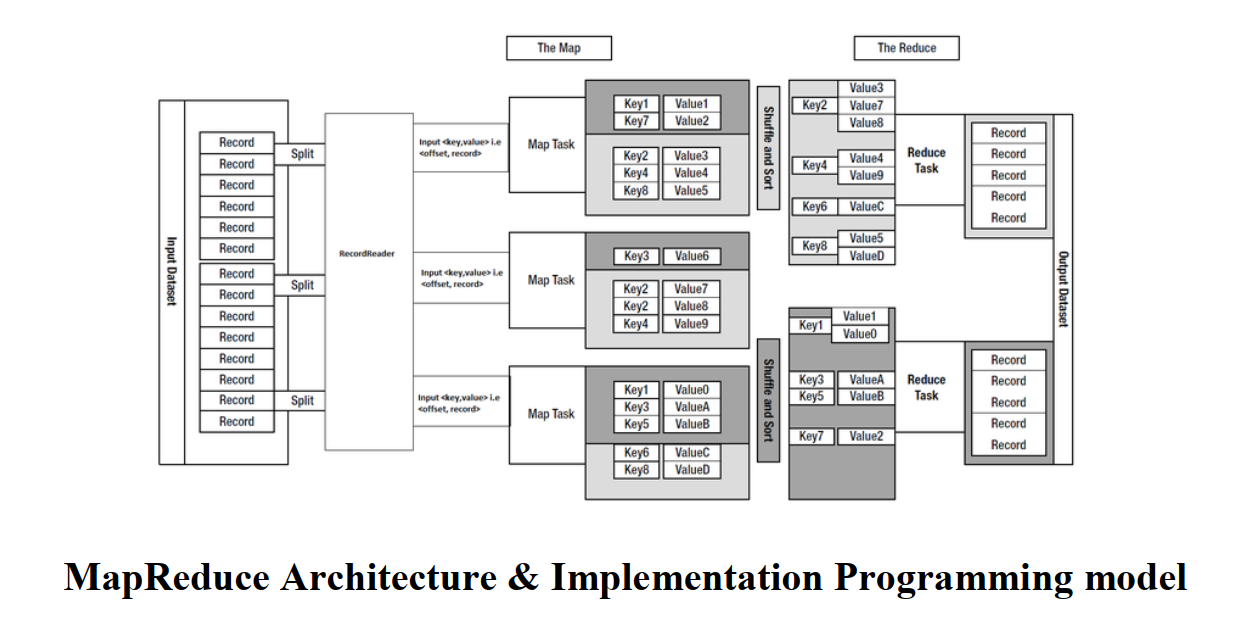 The Map
The Reduce
Input Dataset
Record
Record
Record
Record
Record
Record
Record
Record
Record
Record
Record
Record
Record
Record
Split
Split
Split
RecordReader
Input <key,value> i.e
<offset, record>
Input <key,value> i.e
<offset, record>
Input <key,value> i.e
<offset, record>
Map Task
Key1 Value1
Key7 Value2
Key2 Value3
Key4 Value4
Key8 Value5
Map Task
Key3 Value6
Key2 Value7
Key2 Value8
Key4 Value9
Map Task
Key1 Value0
Key3 ValueA
Key5 ValueB
Key6 ValueC
Key8 ValueD
Shuffle and Sort
Shuffle and Sort
Key2 Value3
Value7
Value8
Key4 Value4
Value9
Key6 ValueC
Key8 Value5
ValueD
Reduce
Task
Record
Record
Record
Record
Record
Key1 Value1
Value0
Key3 ValueA
Key5 ValueB
Key7 Value2
Reduce
Task
Record
Record
Record
Record
Record
Output Dataset
MapReduce Architecture & Implementation Programming model